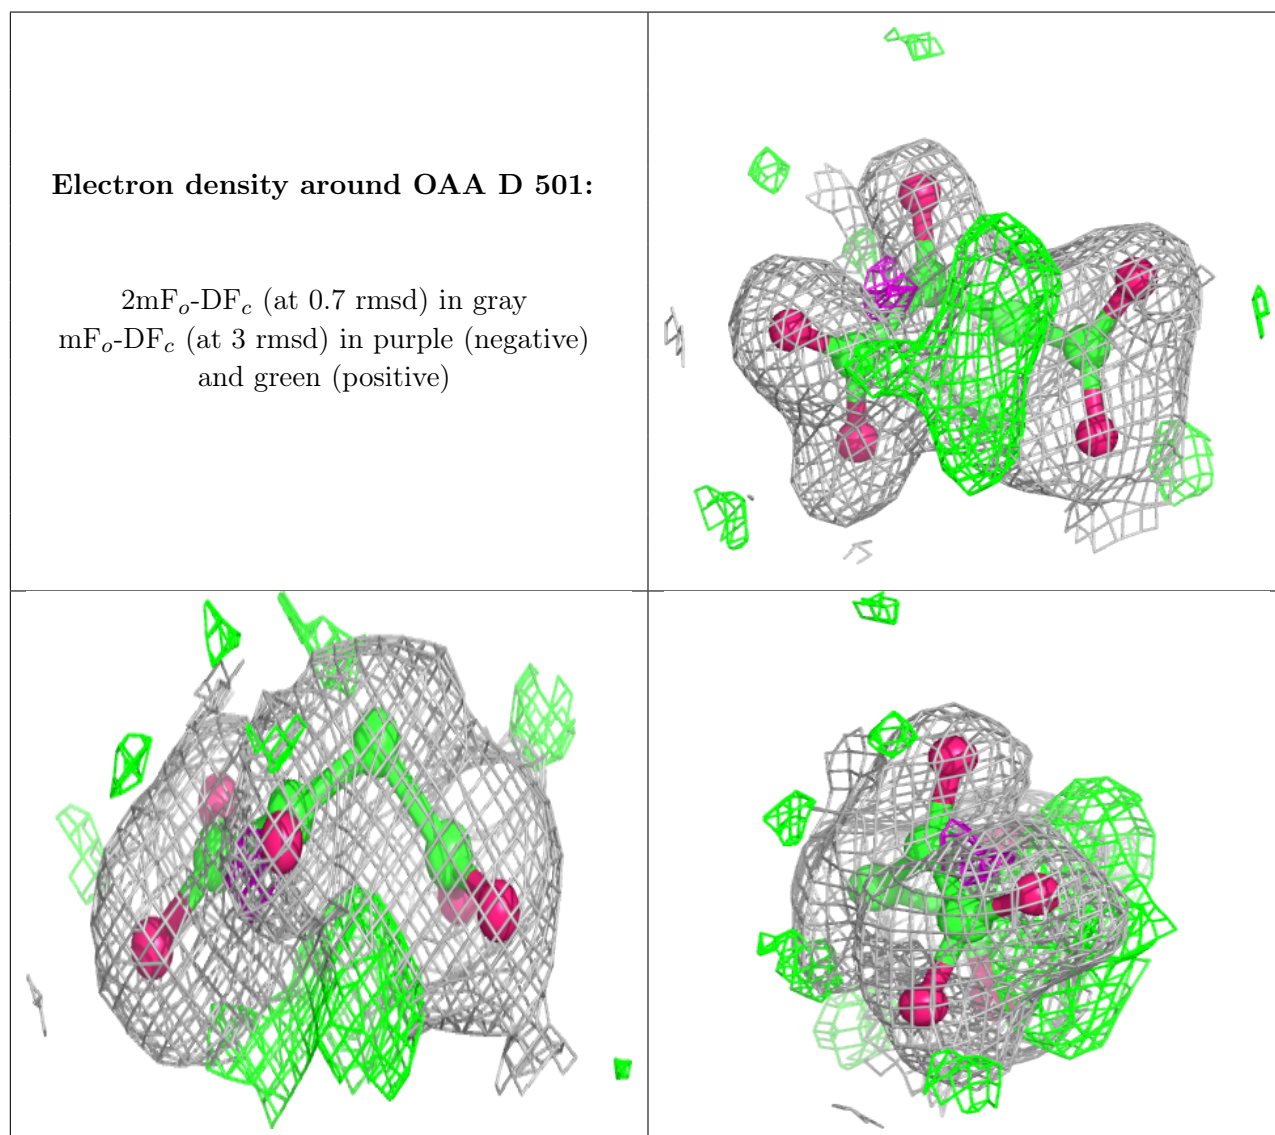 Electron density around OAA D 501:
2mFo-DFc (at 0.7 rmsd) in gray
mFo-DFc (at 3 rmsd) in purple (negative)
and green (positive)